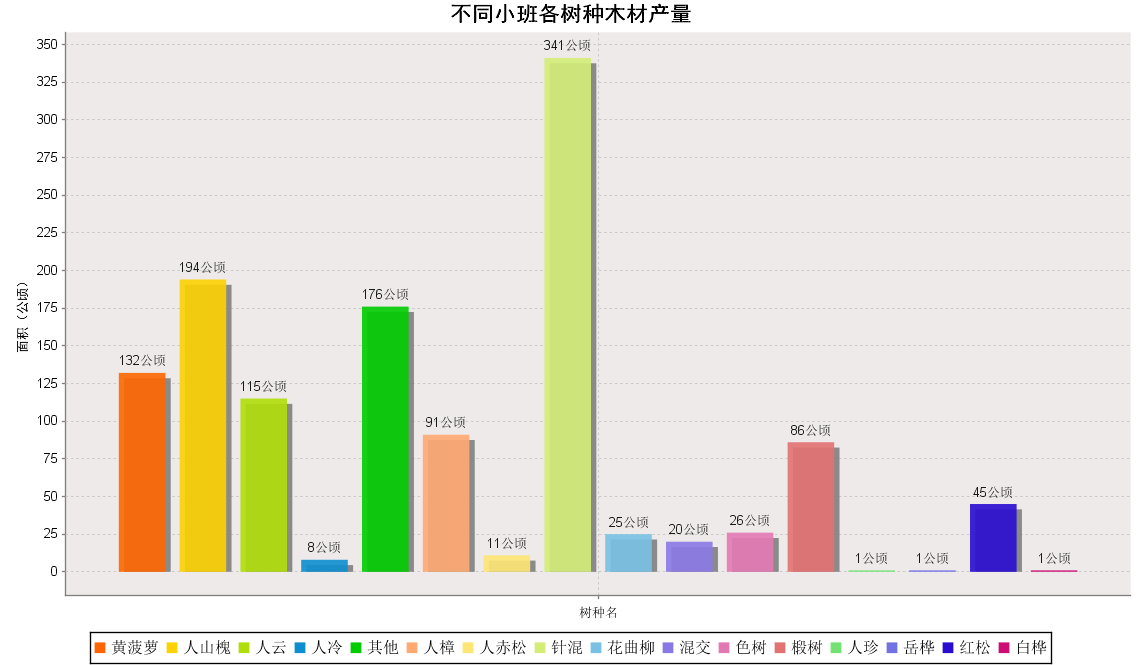 不同小班各树种木材产量
面积（公顷）
350
325
300
275
250
225
200
175
150
125
100
75
50
25
0
132公顷
194公顷
115公顷
8公顷
176公顷
91公顷
11公顷
341公顷
25公顷
20公顷
26公顷
86公顷
1公顷
1公顷
45公顷
1公顷
树种名
黄菠萝 人山槐 人云 人冷 其他 人樟 人赤松 针混 花曲柳 混交 色树 椴树 人珍 岳桦 红松 白桦